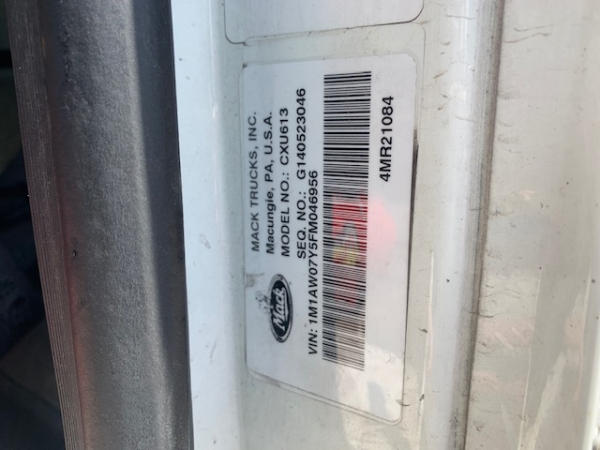 MACK TRUCKS, INC.
Macungie, PA, U.S.A.
MODEL NO.: CXU613
SEQ. NO.: G140523046
Mack
VIN: 1M1AW07Y5FM046956
4MR21084